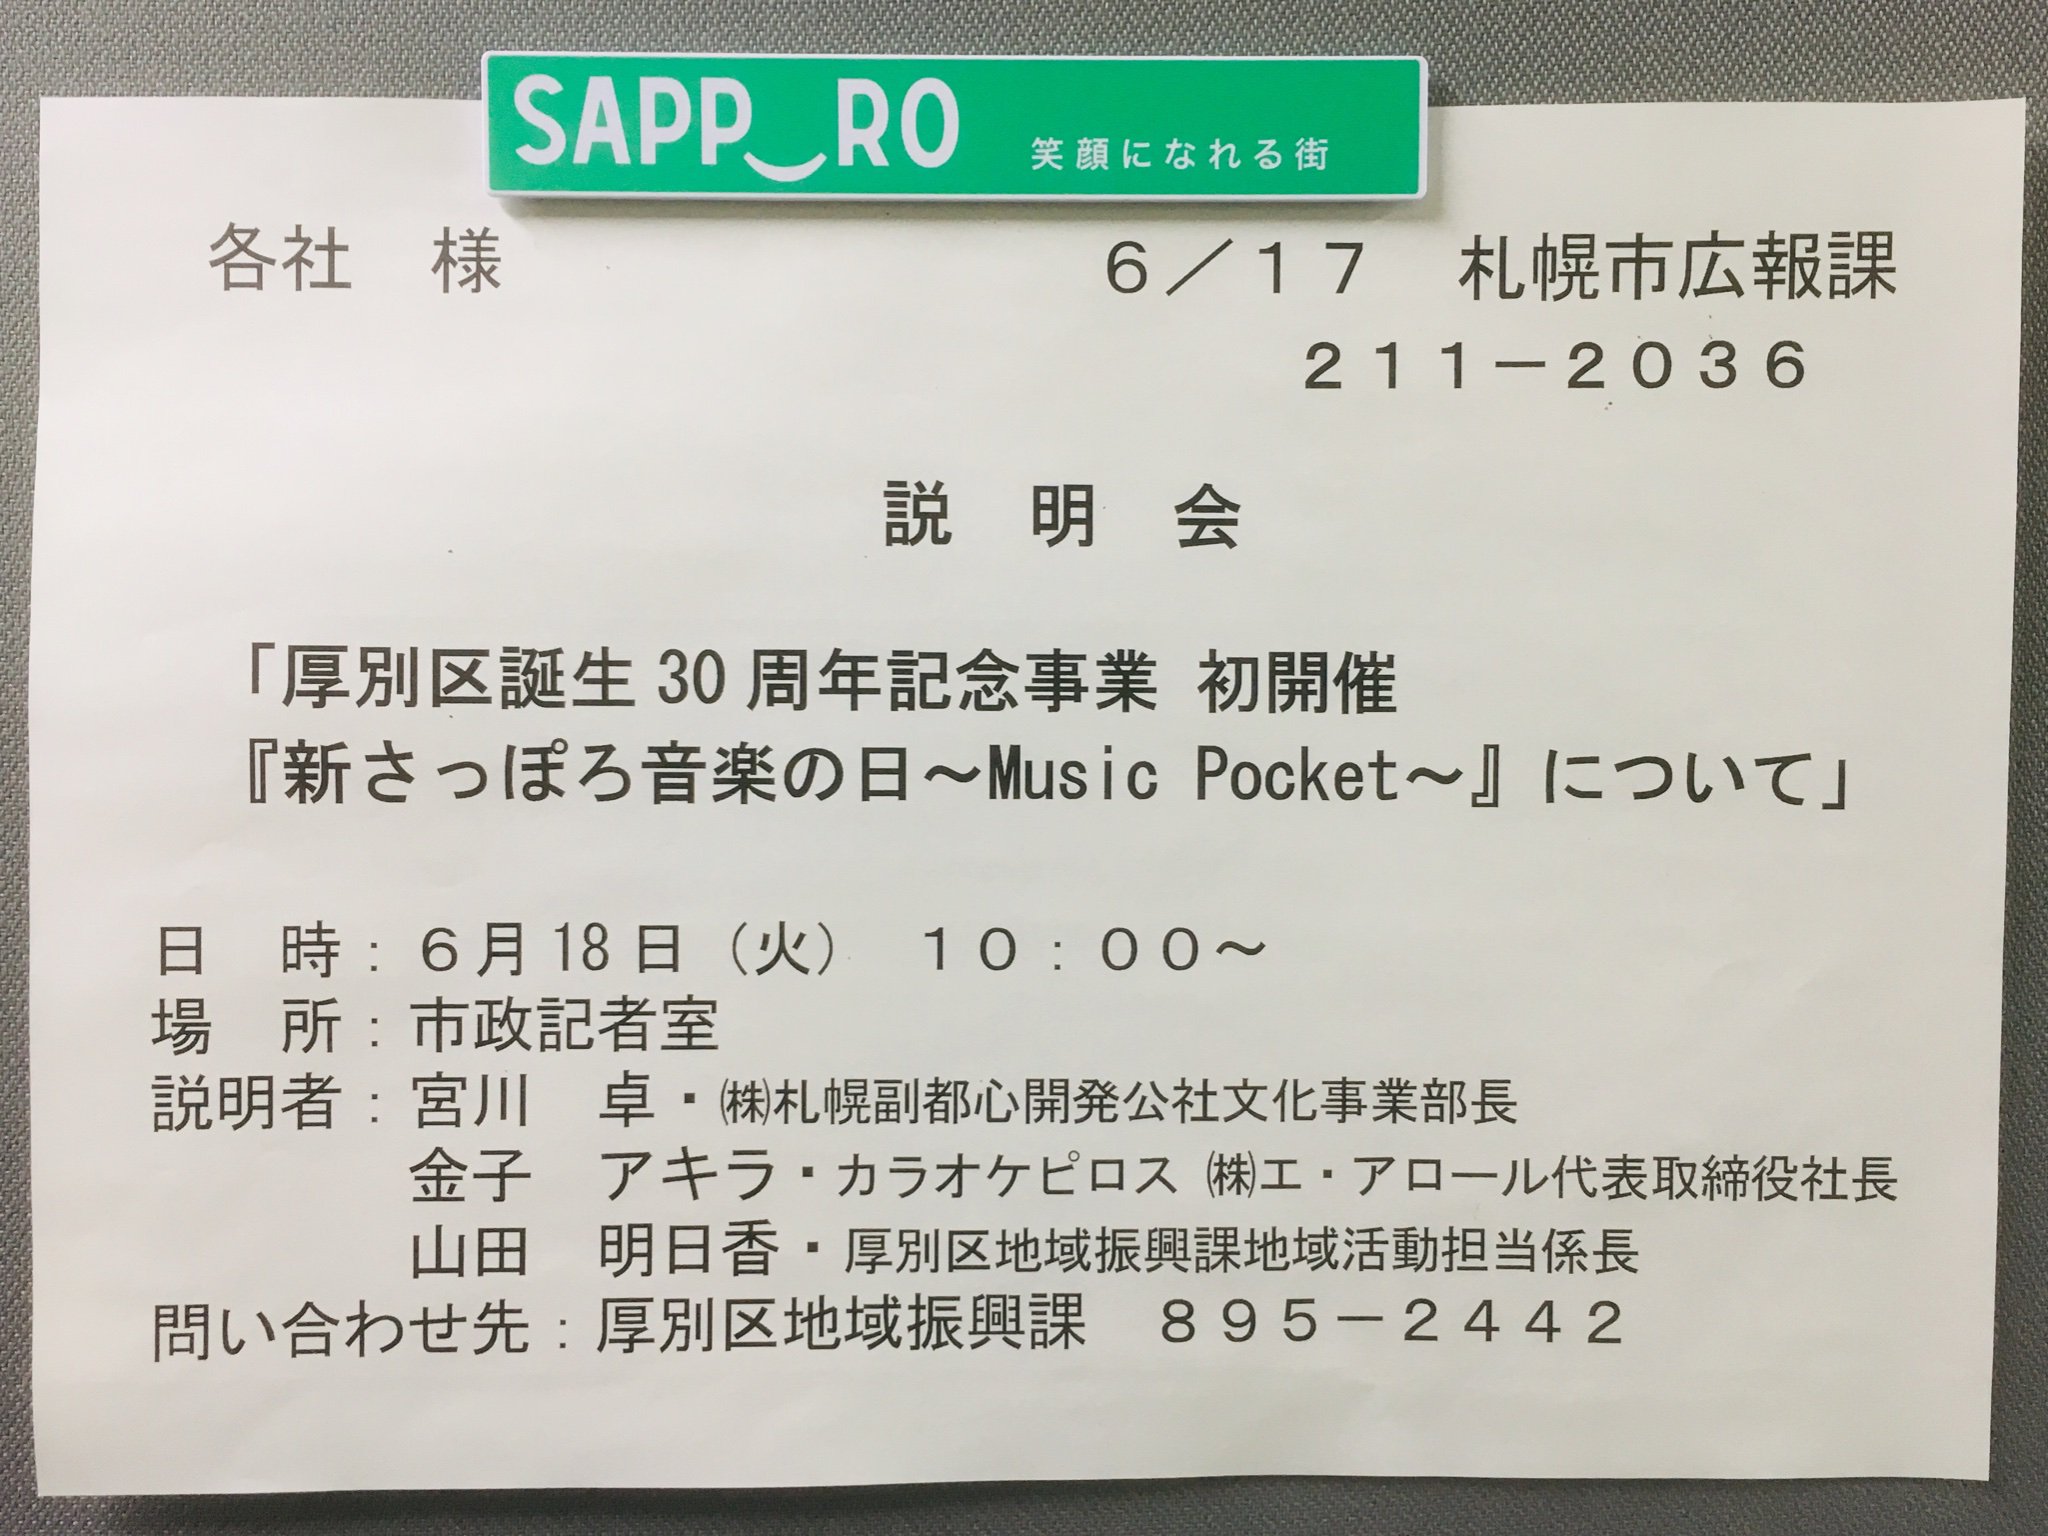 SAPP‿RO 笑顔になれる街
各社　様　6／17　札幌市広報課
211－2036
説　明　会
「厚別区誕生30周年記念事業 初開催
『新さっぽろ音楽の日～Music Pocket～』について」
日　時：6月18日（火）　10：00～
場　所：市政記者室
説明者：宮川　卓・㈱札幌副都心開発公社文化事業部長
金子　アキラ・カラオケピロス ㈱エ・アロール代表取締役社長
山田　明日香・厚別区地域振興課地域活動担当係長
問い合わせ先：厚別区地域振興課　895－2442